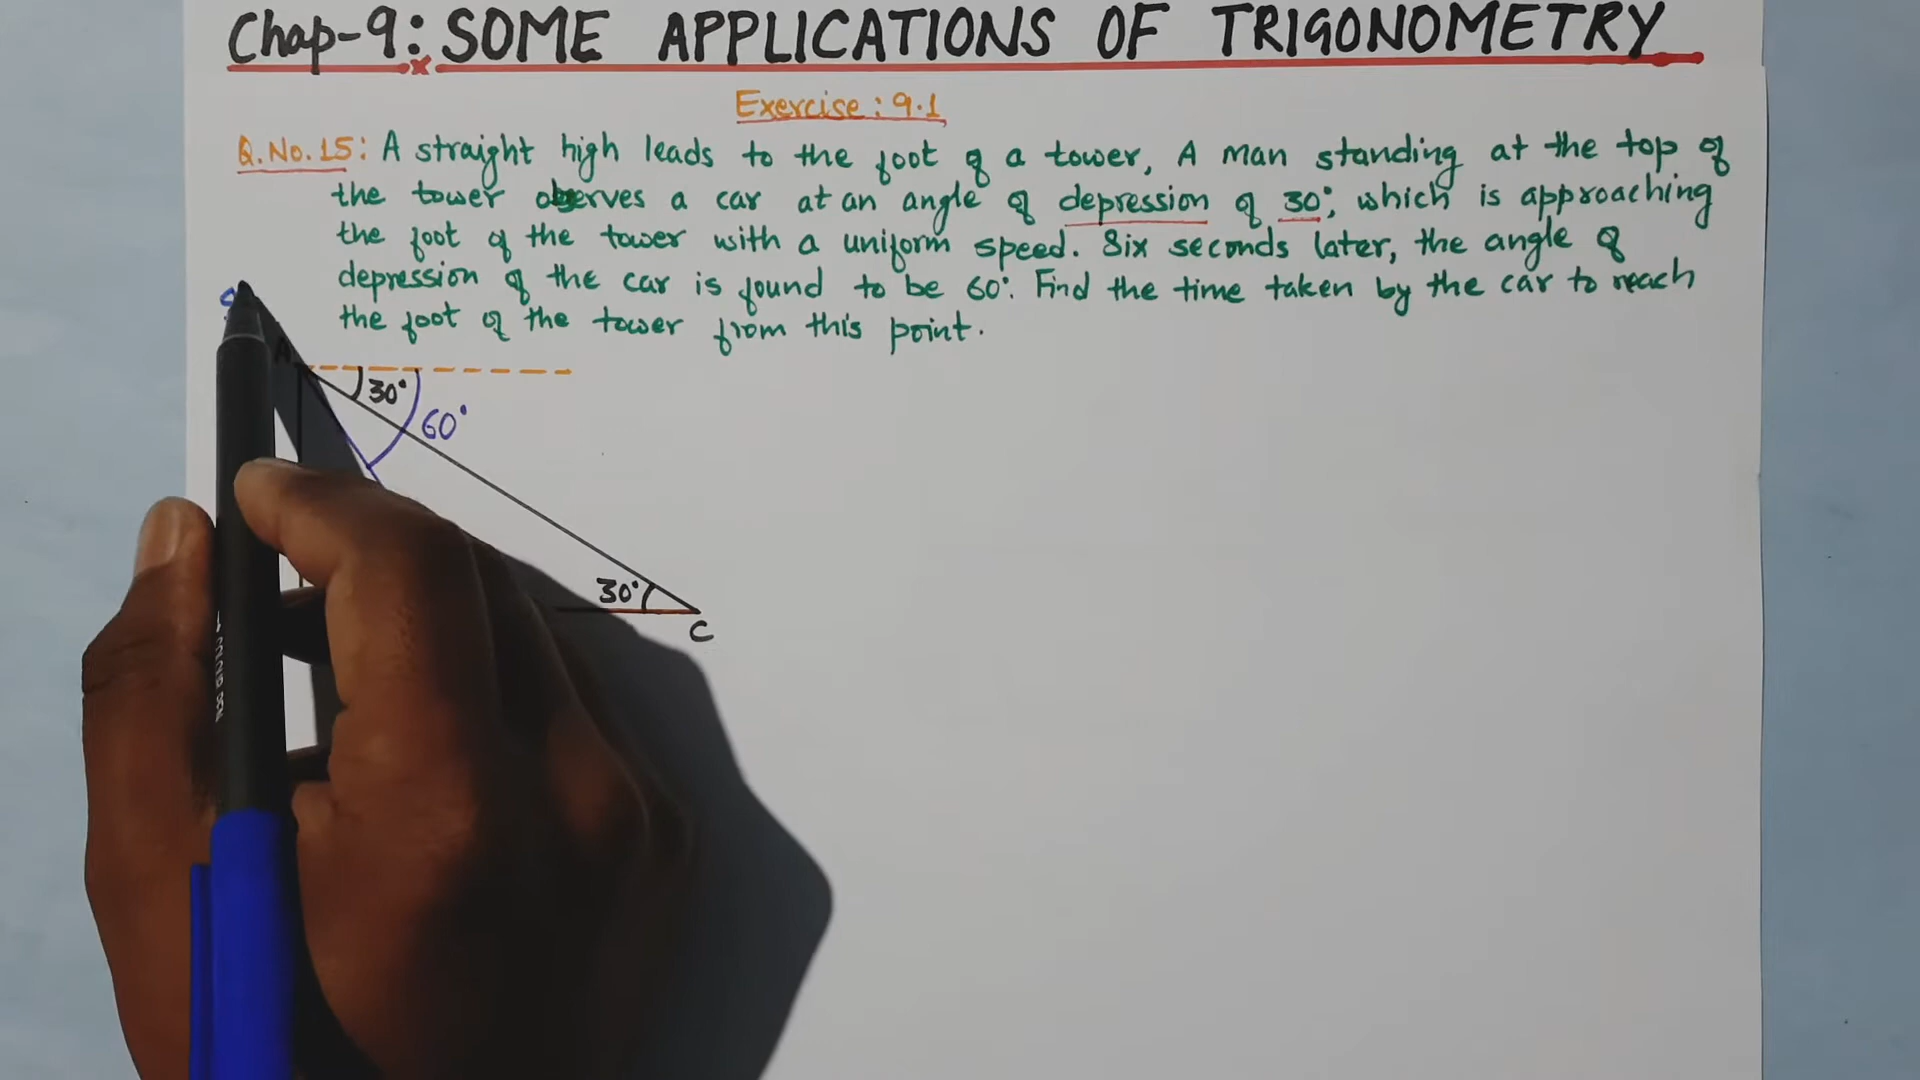 Chap-9: SOME APPLICATIONS OF TRIGONOMETRY
Exercise: 9.1
Q.No.15: A straight high leads to the foot of a tower, A man standing at the top of
the tower observes a car at an angle of depression of 30°, which is approaching
the foot of the tower with a uniform speed. Six seconds later, the angle of
depression of the car is found to be 60°. Find the time taken by the car to reach
the foot of the tower from this point.
A
30°
60°
30°
C